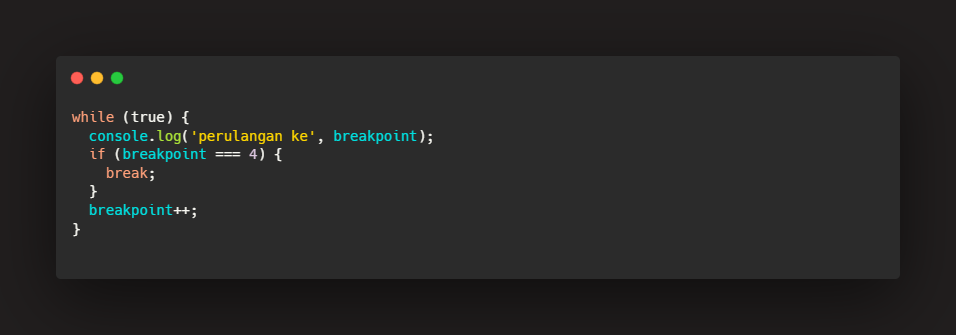 while (true) {
  console.log('perulangan ke', breakpoint);
  if (breakpoint === 4) {
    break;
  }
  breakpoint++;
}